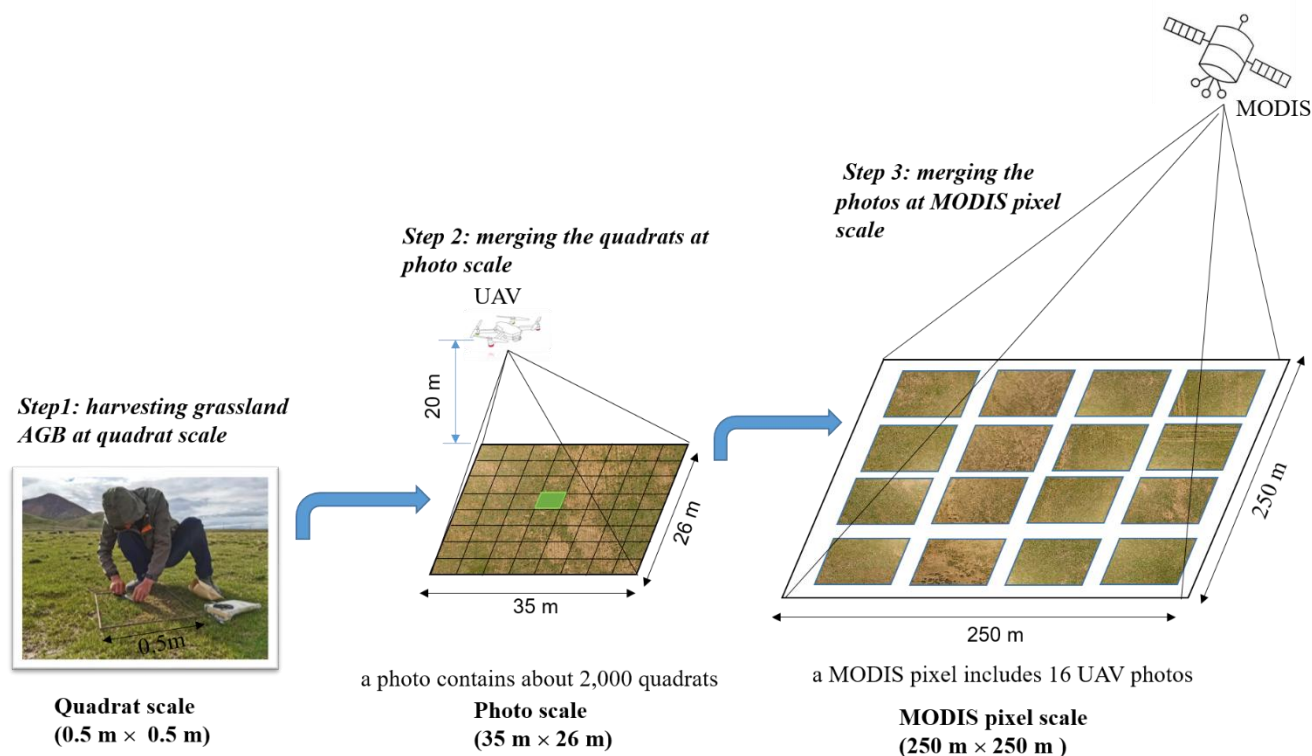 MODIS
Step 3: merging the
photos at MODIS pixel
scale
Step 2: merging the quadrats at
photo scale
UAV
20 m
Step1: harvesting grassland
AGB at quadrat scale
0.5m
26 m
35 m
250 m
250 m
a photo contains about 2,000 quadrats
a MODIS pixel includes 16 UAV photos
Quadrat scale
(0.5 m × 0.5 m)
Photo scale
(35 m × 26 m)
MODIS pixel scale
(250 m × 250 m )